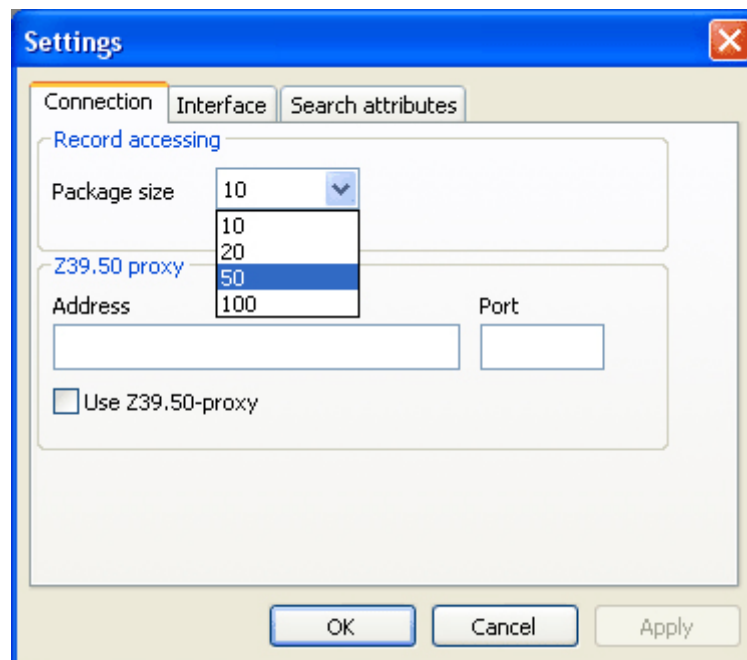 Settings
Connection Interface Search attributes
Record accessing
Package size 10
10
20
50
100
Z39.50 proxy
Address Port
Use Z39.50-proxy
OK Cancel Apply